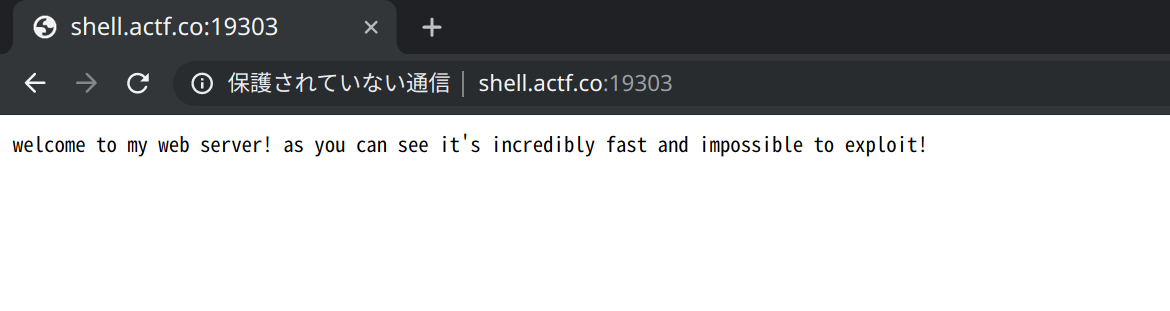 shell.actf.co:19303
保護されていない通信 shell.actf.co:19303
welcome to my web server! as you can see it's incredibly fast and impossible to exploit!